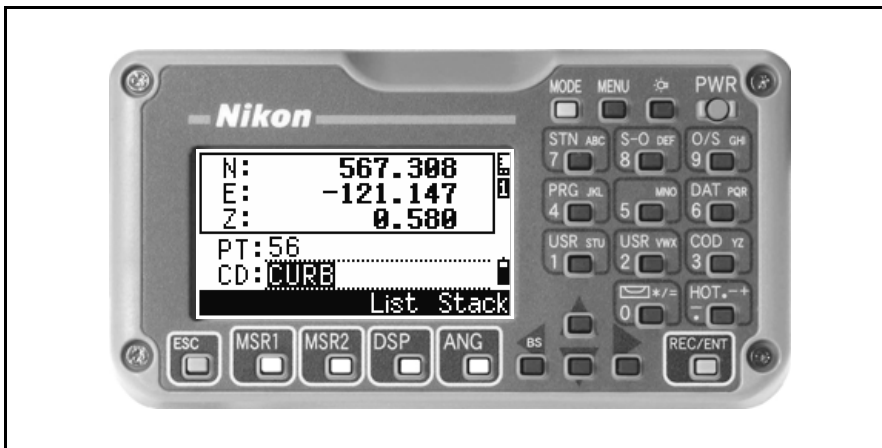 MODE MENU PWR
Nikon
STN ABC S-O DEF O/S GHI
7 8 9
N: 567.308
E: -121.147
Z: 0.580
1
PRG JKL MNO DAT PQR
4 5 6
PT:56
CD:CURB
USR STU USR VWX COD YZ
1 2 3
List Stack
*/= HOT.-+
0 .
ESC MSR1 MSR2 DSP ANG BS REC/ENT